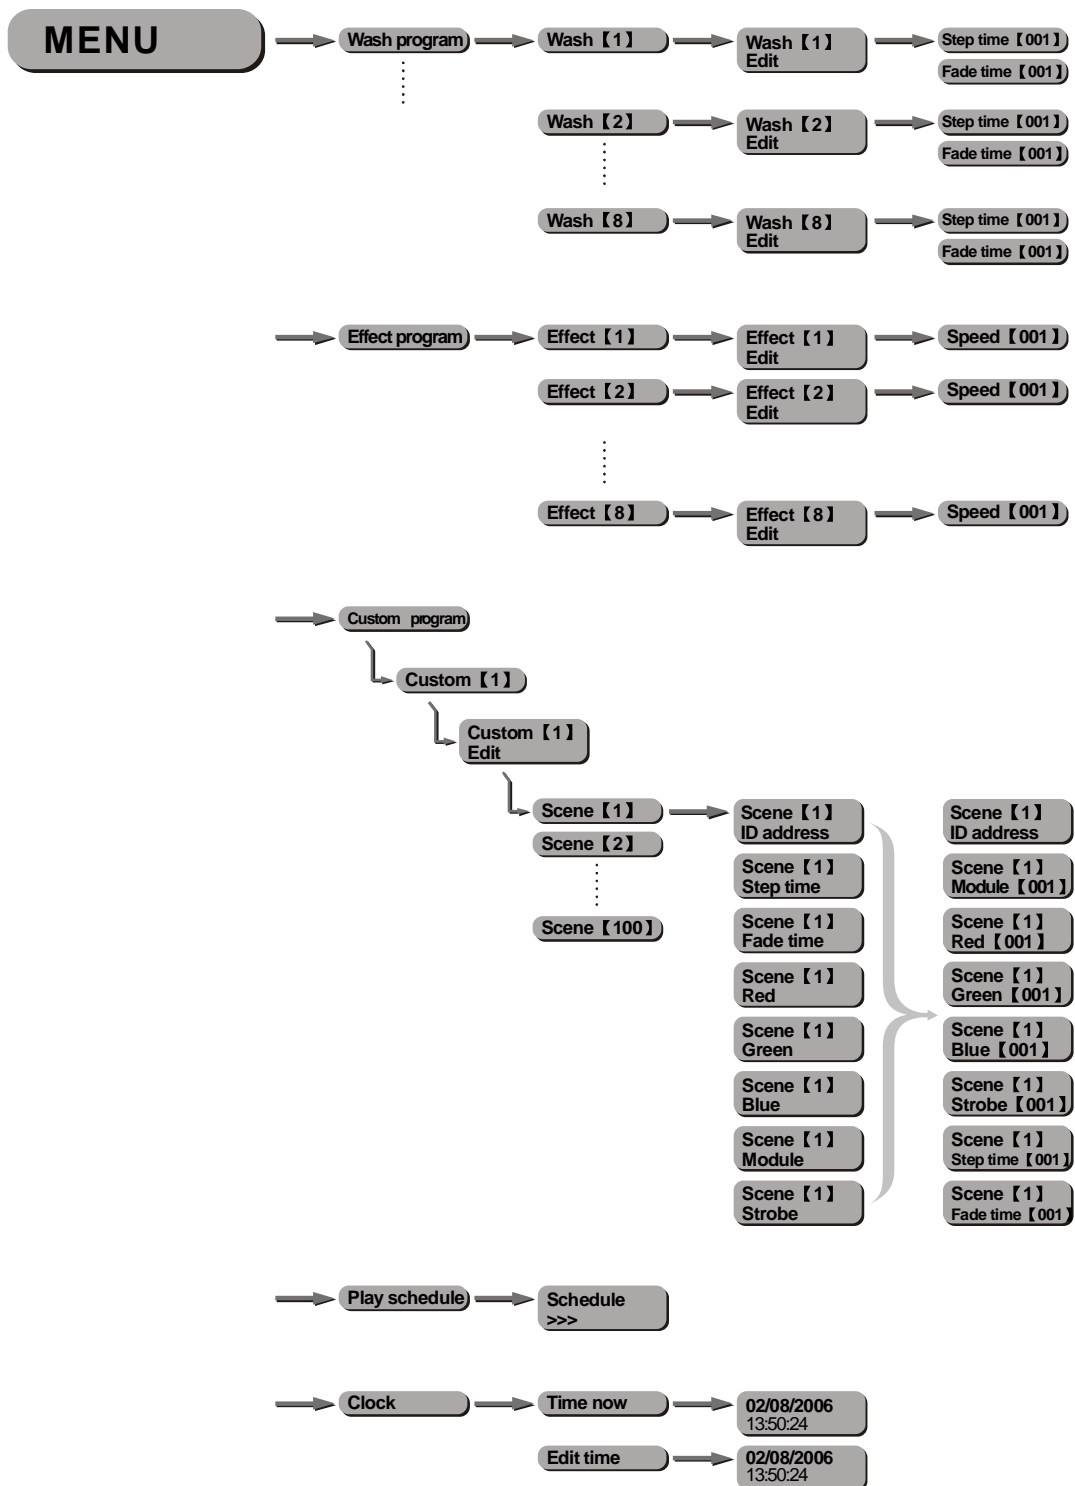 MENU
Wash program
Wash【1】
Wash【1】
Edit
Step time【001】
Fade time【001】
Wash【2】
Wash【2】
Edit
Step time【001】
Fade time【001】
Wash【8】
Wash【8】
Edit
Step time【001】
Fade time【001】
Effect program
Effect【1】
Effect【1】
Edit
Speed【001】
Effect【2】
Effect【2】
Edit
Speed【001】
Effect【8】
Effect【8】
Edit
Speed【001】
Custom program
Custom【1】
Custom【1】
Edit
Scene【1】
Scene【2】
Scene【100】
Scene【1】
ID address
Scene【1】
Step time
Scene【1】
Fade time
Scene【1】
Red
Scene【1】
Green
Scene【1】
Blue
Scene【1】
Module
Scene【1】
Strobe
Scene【1】
ID address
Scene【1】
Module【001】
Scene【1】
Red【001】
Scene【1】
Green【001】
Scene【1】
Blue【001】
Scene【1】
Strobe【001】
Scene【1】
Step time【001】
Scene【1】
Fade time【001】
Play schedule
Schedule
>>>
Clock
Time now
02/08/2006
13:50:24
Edit time
02/08/2006
13:50:24